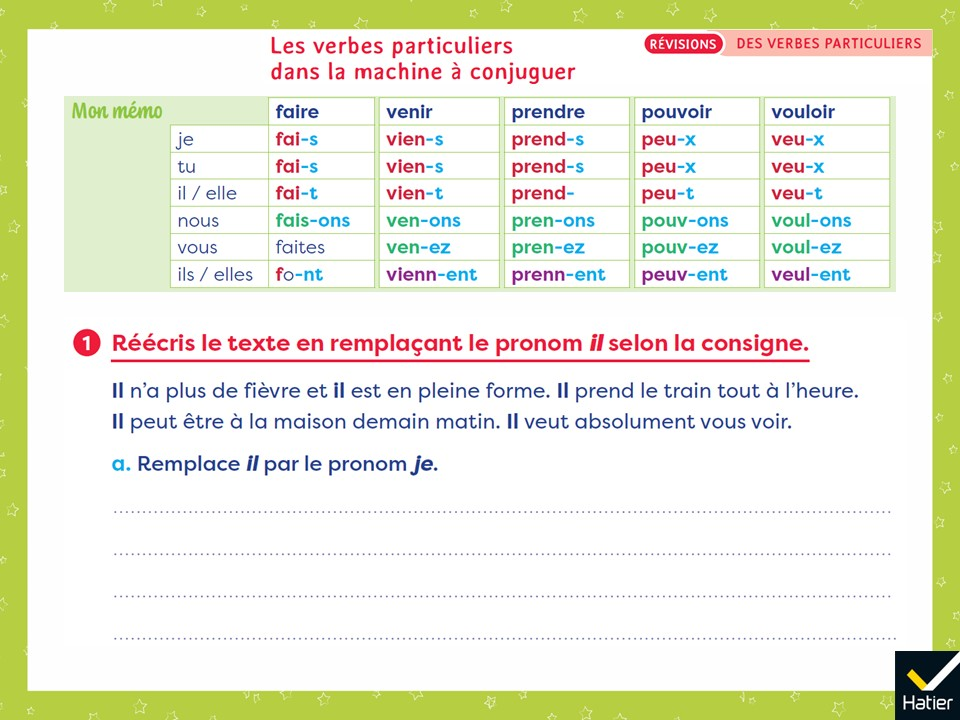 Les verbes particuliers
dans la machine à conjuguer
RÉVISIONS DES VERBES PARTICULIERS
Mon mémo faire venir prendre pouvoir vouloir
je fai-s vien-s prend-s peu-x veu-x
tu fai-s vien-s prend-s peu-x veu-x
il / elle fai-t vien-t prend- peu-t veu-t
nous fais-ons ven-ons pren-ons pouv-ons voul-ons
vous faites ven-ez pren-ez pouv-ez voul-ez
ils / elles fo-nt vienn-ent prenn-ent peuv-ent veul-ent
1 Réécris le texte en remplaçant le pronom il selon la consigne.
Il n’a plus de fièvre et il est en pleine forme. Il prend le train tout à l’heure.
Il peut être à la maison demain matin. Il veut absolument vous voir.
a. Remplace il par le pronom je.
Hatier